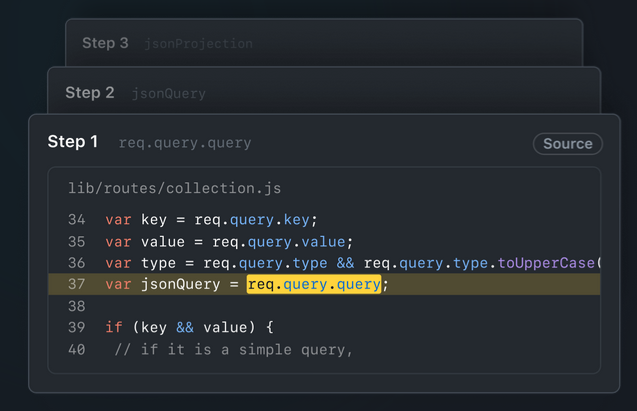 Step 3 jsonProjection
Step 2 jsonQuery
Step 1 req.query.query Source
lib/routes/collection.js
34 var key = req.query.key;
35 var value = req.query.value;
36 var type = req.query.type && req.query.type.toUpperCase(
37 var jsonQuery = req.query.query;
38
39 if (key && value) {
40 // if it is a simple query,